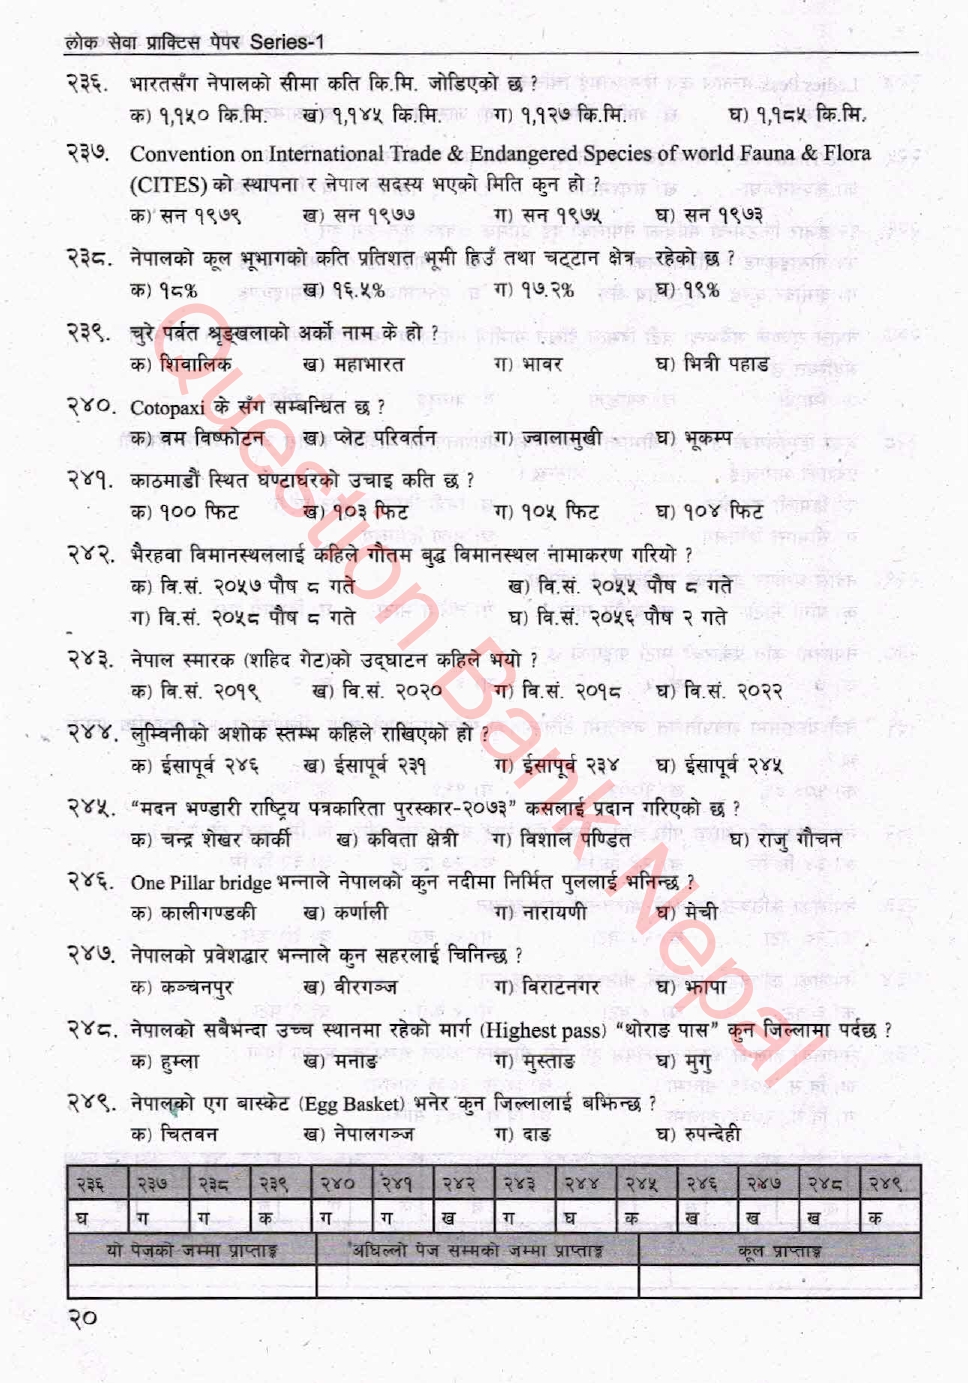 लोक सेवा प्राक्टिस पेपर Series-1
२३६. भारतसँग नेपालको सीमा कति कि.मि. जोडिएको छ ?
क) १,१५० कि.मि. ख) १,१४५ कि.मि. ग) १,१२७ कि.मि. घ) १,१८५ कि.मि.
२३७. Convention on International Trade & Endangered Species of world Fauna & Flora
(CITES) को स्थापना र नेपाल सदस्य भएको मिति कुन हो ?
क) सन १९७९ ख) सन १९७७ ग) सन १९७५ घ) सन १९७३
२३८. नेपालको कूल भूभागको कति प्रतिशत भूमी हिउँ तथा चट्टान क्षेत्र रहेको छ ?
क) १८% ख) १६.५% ग) १७.२% घ) १९%
२३९. चुरे पर्वत श्रृङ्खलाको अर्को नाम के हो ?
क) शिवालिक ख) महाभारत ग) भावर घ) भित्री पहाड
२४०. Cotopaxi के सँग सम्बन्धित छ ?
क) बम विष्फोटन ख) प्लेट परिवर्तन ग) ज्वालामुखी घ) भूकम्प
२४१. काठमाडौं स्थित घण्टाघरको उचाइ कति छ ?
क) १०० फिट ख) १०३ फिट ग) १०५ फिट घ) १०४ फिट
२४२. भैरहवा विमानस्थललाई कहिले गौतम बुद्ध विमानस्थल नामाकरण गरियो ?
क) वि.सं. २०५७ पौष ८ गते ख) वि.सं. २०५५ पौष ८ गते
ग) वि.सं. २०५८ पौष ८ गते घ) वि.सं. २०५६ पौष २ गते
२४३. नेपाल स्मारक (शहिद गेट)को उद्घाटन कहिले भयो ?
क) वि.सं. २०१९ ख) वि.सं. २०२० ग) वि.सं. २०१८ घ) वि.सं. २०२२
२४४. लुम्विनीको अशोक स्तम्भ कहिले राखिएको हो ?
क) ईसापूर्व २४६ ख) ईसापूर्व २३१ ग) ईसापूर्व २३४ घ) ईसापूर्व २४५
२४५. “मदन भण्डारी राष्ट्रिय पत्रकारिता पुरस्कार-२०७३” कसलाई प्रदान गरिएको छ ?
क) चन्द्र शेखर कार्की ख) कविता क्षेत्री ग) विशाल पण्डित घ) राजु गौचन
२४६. One Pillar bridge भन्नाले नेपालको कुन नदीमा निर्मित पुललाई भनिन्छ ?
क) कालीगण्डकी ख) कर्णाली ग) नारायणी घ) मेची
२४७. नेपालको प्रवेशद्वार भन्नाले कुन सहरलाई चिनिन्छ ?
क) कञ्चनपुर ख) वीरगञ्ज ग) विराटनगर घ) झापा
२४८. नेपालको सबैभन्दा उच्च स्थानमा रहेको मार्ग (Highest pass) “थोराङ पास” कुन जिल्लामा पर्दछ ?
क) हुम्ला ख) मनाङ ग) मुस्ताङ घ) मुगु
२४९. नेपालको एग बास्केट (Egg Basket) भनेर कुन जिल्लालाई बझिन्छ ?
क) चितवन ख) नेपालगञ्ज ग) दाङ घ) रुपन्देही
२३६ २३७ २३८ २३९ २४० २४१ २४२ २४३ २४४ २४५ २४६ २४७ २४८ २४९
घ ग ग क ग ग ख ग घ क ख ख ख क
यो पेजको जम्मा प्राप्ताङ्क अघिल्लो पेज सम्मको जम्मा प्राप्ताङ्क कूल प्राप्ताङ्क
२०
Question Bank Nepal